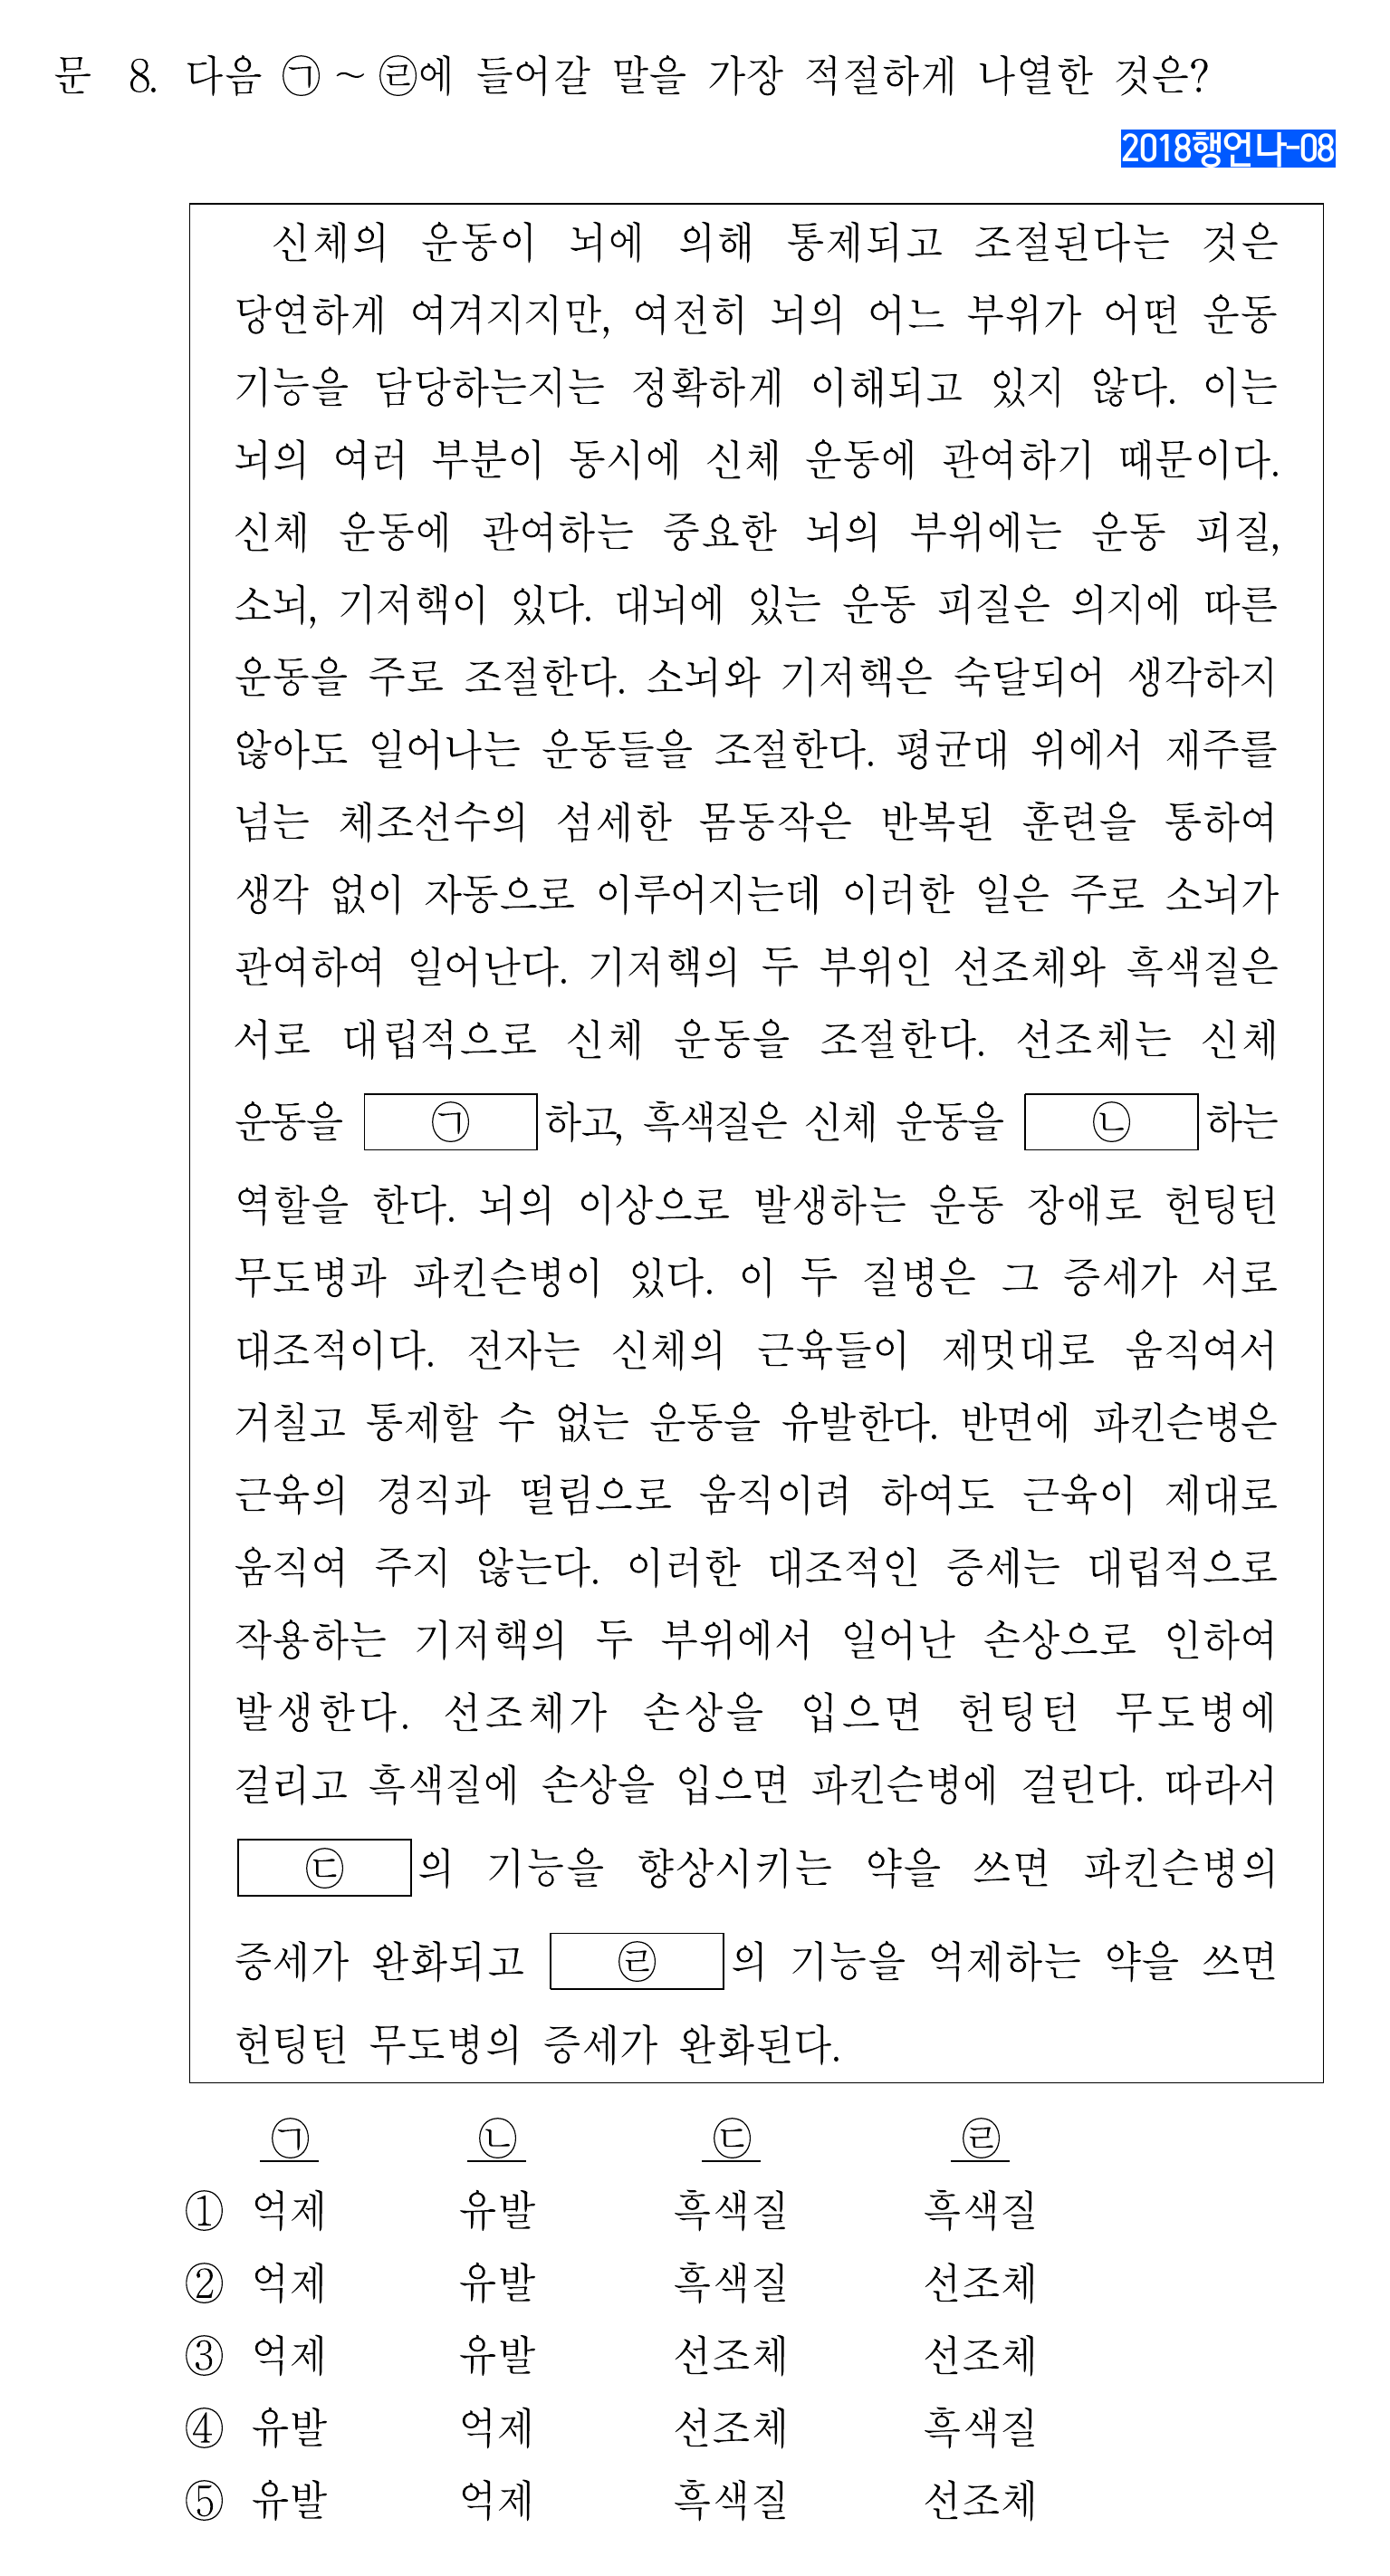 문 8. 다음 ㉠ ~ ㉣에 들어갈 말을 가장 적절하게 나열한 것은?
2018행언나-08
신체의 운동이 뇌에 의해 통제되고 조절된다는 것은
당연하게 여겨지지만, 여전히 뇌의 어느 부위가 어떤 운동
기능을 담당하는지는 정확하게 이해되고 있지 않다. 이는
뇌의 여러 부분이 동시에 신체 운동에 관여하기 때문이다.
신체 운동에 관여하는 중요한 뇌의 부위에는 운동 피질,
소뇌, 기저핵이 있다. 대뇌에 있는 운동 피질은 의지에 따른
운동을 주로 조절한다. 소뇌와 기저핵은 숙달되어 생각하지
않아도 일어나는 운동들을 조절한다. 평균대 위에서 재주를
넘는 체조선수의 섬세한 몸동작은 반복된 훈련을 통하여
생각 없이 자동으로 이루어지는데 이러한 일은 주로 소뇌가
관여하여 일어난다. 기저핵의 두 부위인 선조체와 흑색질은
서로 대립적으로 신체 운동을 조절한다. 선조체는 신체
운동을 ㉠ 하고, 흑색질은 신체 운동을 ㉡ 하는
역할을 한다. 뇌의 이상으로 발생하는 운동 장애로 헌팅턴
무도병과 파킨슨병이 있다. 이 두 질병은 그 증세가 서로
대조적이다. 전자는 신체의 근육들이 제멋대로 움직여서
거칠고 통제할 수 없는 운동을 유발한다. 반면에 파킨슨병은
근육의 경직과 떨림으로 움직이려 하여도 근육이 제대로
움직여 주지 않는다. 이러한 대조적인 증세는 대립적으로
작용하는 기저핵의 두 부위에서 일어난 손상으로 인하여
발생한다. 선조체가 손상을 입으면 헌팅턴 무도병에
걸리고 흑색질에 손상을 입으면 파킨슨병에 걸린다. 따라서
㉢ 의 기능을 향상시키는 약을 쓰면 파킨슨병의
증세가 완화되고 ㉣ 의 기능을 억제하는 약을 쓰면
헌팅턴 무도병의 증세가 완화된다.
㉠ ㉡ ㉢ ㉣
① 억제 유발 흑색질 흑색질
② 억제 유발 흑색질 선조체
③ 억제 유발 선조체 선조체
④ 유발 억제 선조체 흑색질
⑤ 유발 억제 흑색질 선조체